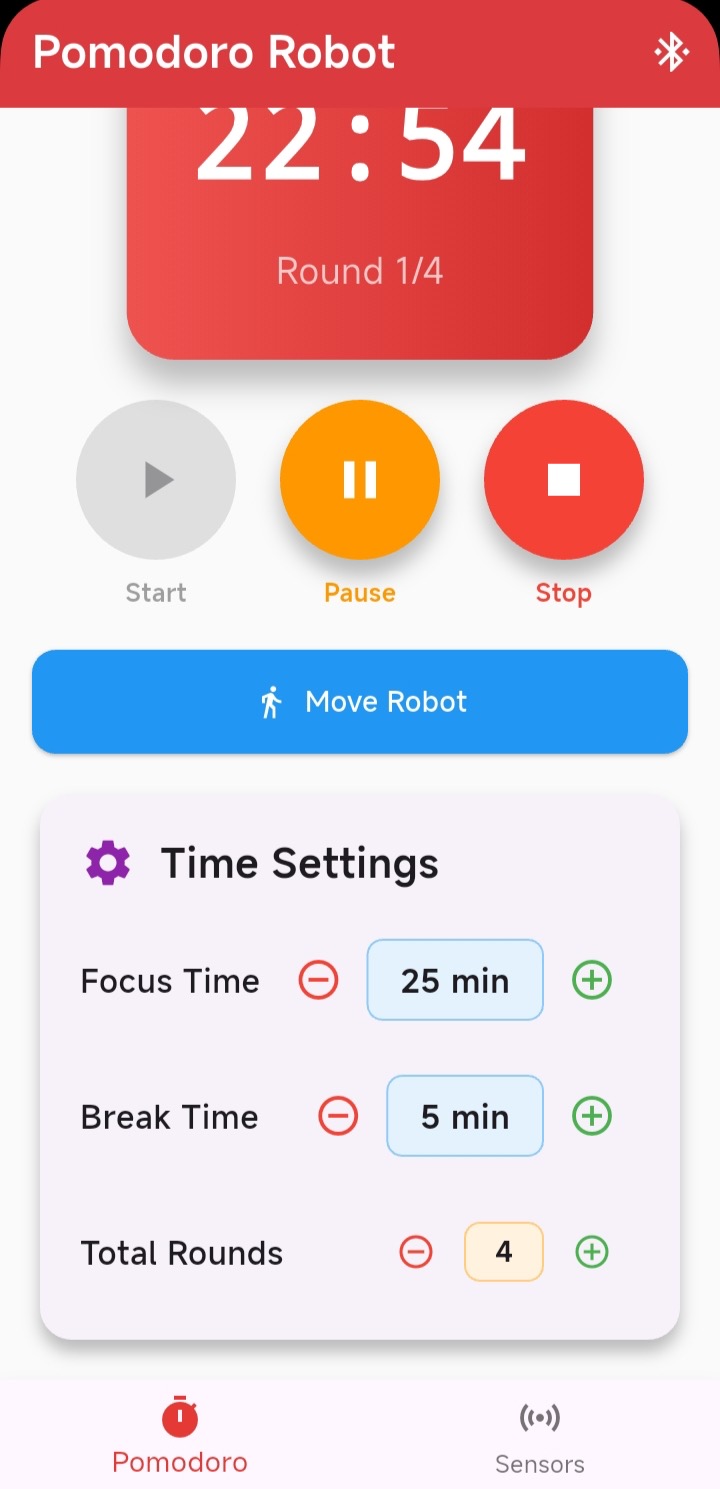 Pomodoro Robot
22:54
Round 1/4
Start Pause Stop
Move Robot
Time Settings
Focus Time 25 min
Break Time 5 min
Total Rounds 4
Pomodoro Sensors